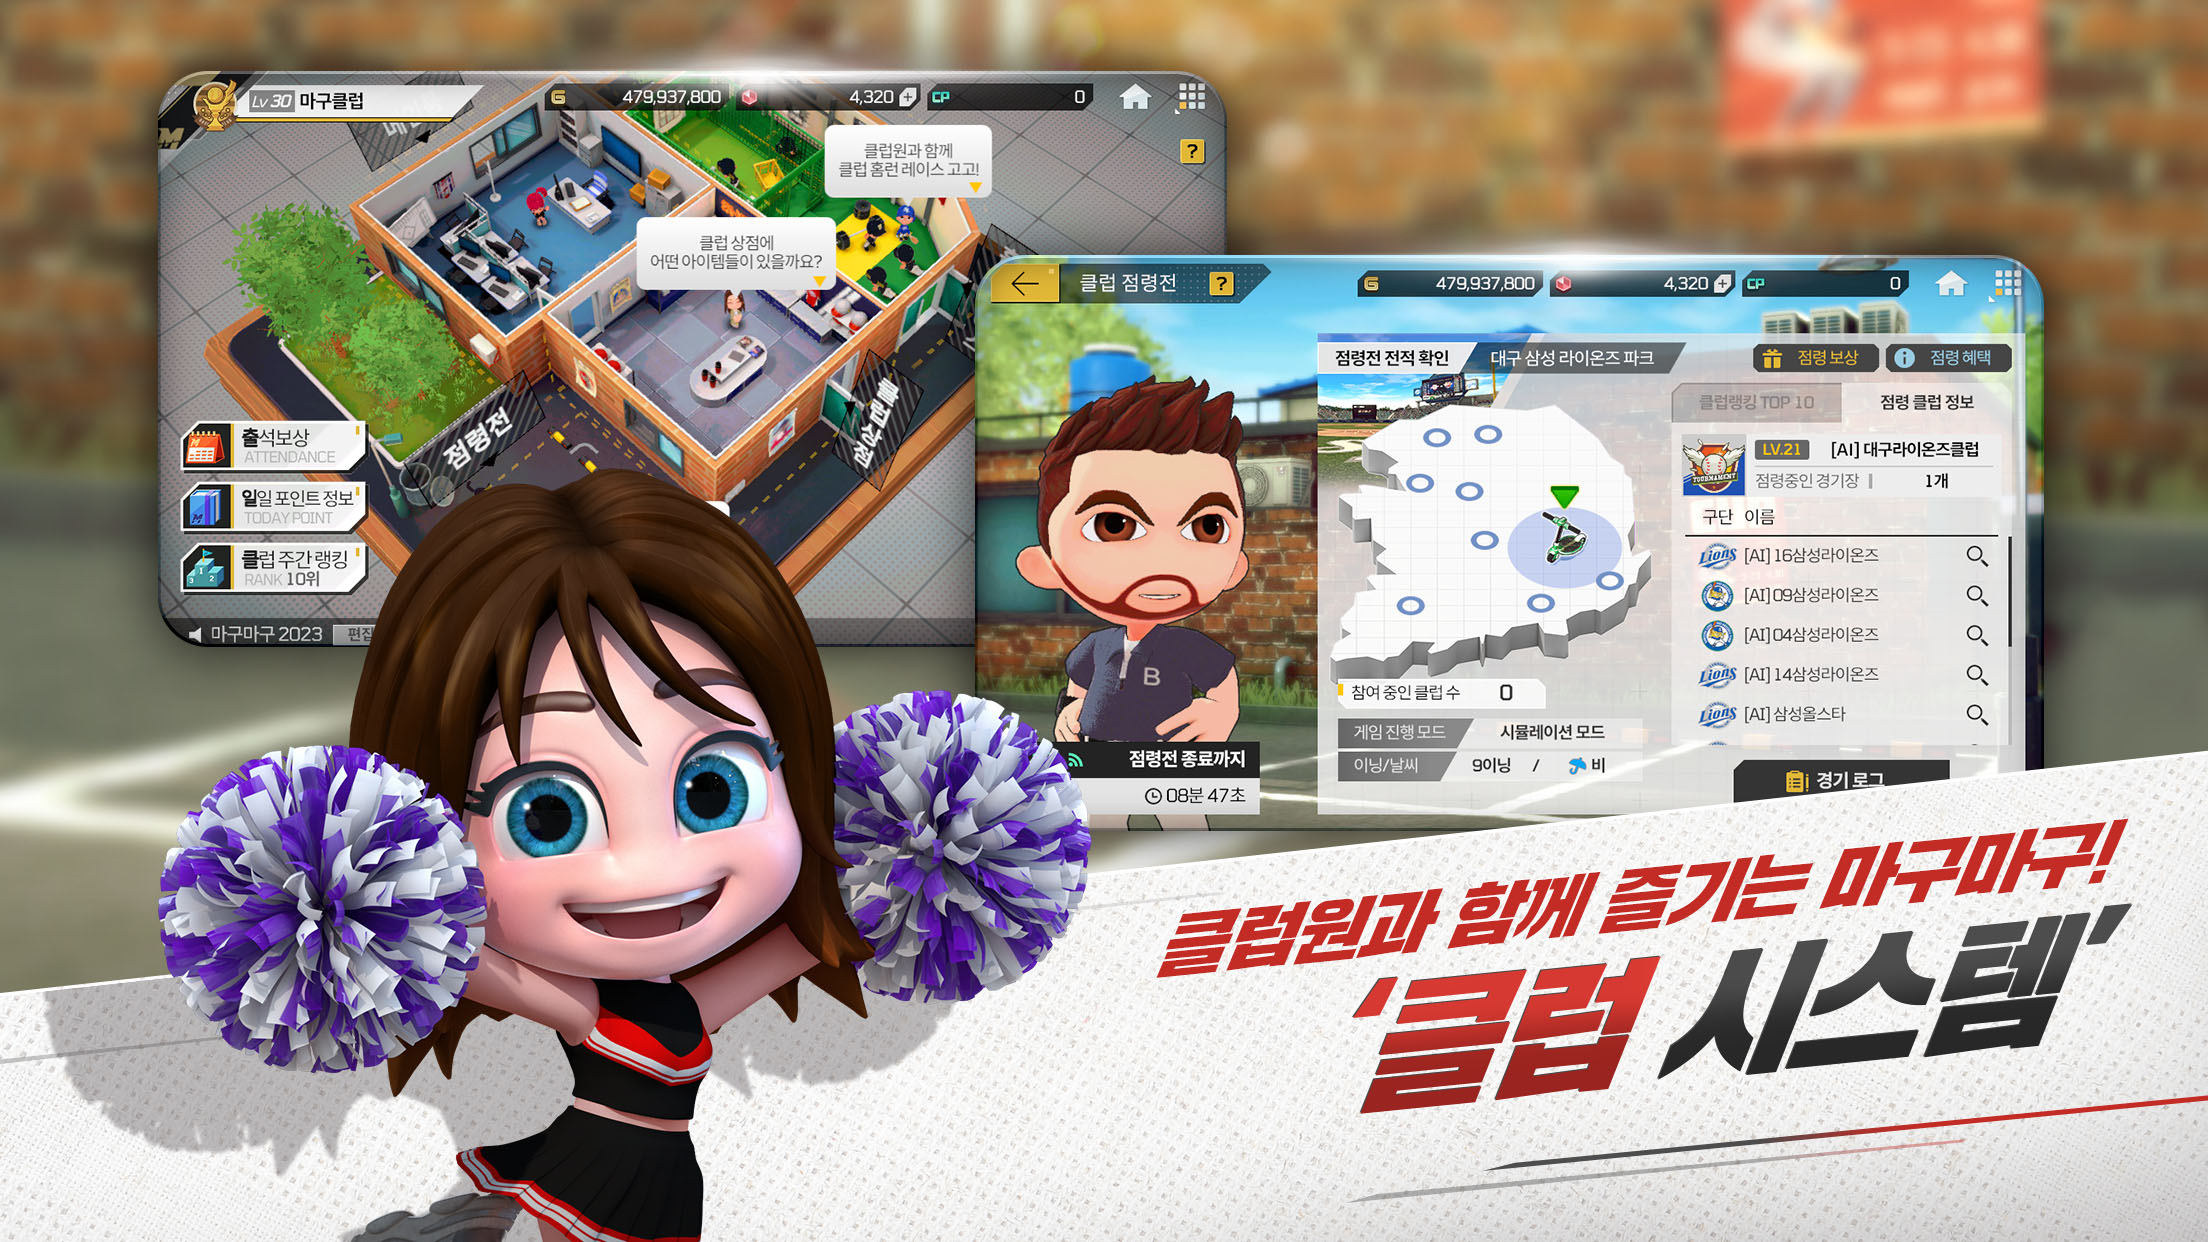 Lv 30 마구클럽
G 479,937,800
4,320
CP 0
?
클럽원과 함께
클럽 홈런 레이스 고고!
클럽 상점에
어떤 아이템들이 있을까요?
점령전
출석보상
ATTENDANCE
일일 포인트 정보
TODAY POINT
클럽 주간 랭킹
RANK 10위
마구마구 2023
편집
클럽 점령전 ?
G 479,937,800
4,320
CP 0
점령전 전적 확인
대구 삼성 라이온즈 파크
점령 보상
점령 혜택
클럽랭킹 TOP 10
점령 클럽 정보
TOURNAMENT
LV.21 [AI] 대구라이온즈클럽
점령중인 경기장 1개
구단 이름
Lions [AI] 16삼성라이온즈
[AI] 09삼성라이온즈
[AI] 04삼성라이온즈
Lions [AI] 14삼성라이온즈
Lions [AI] 삼성올스타
B
참여 중인 클럽 수 0
게임 진행 모드 시뮬레이션 모드
이닝/날씨 9이닝 / 비
점령전 종료까지
08분 47초
경기 로그
클럽원과 함께 즐기는 마구마구!
'클럽 시스템'